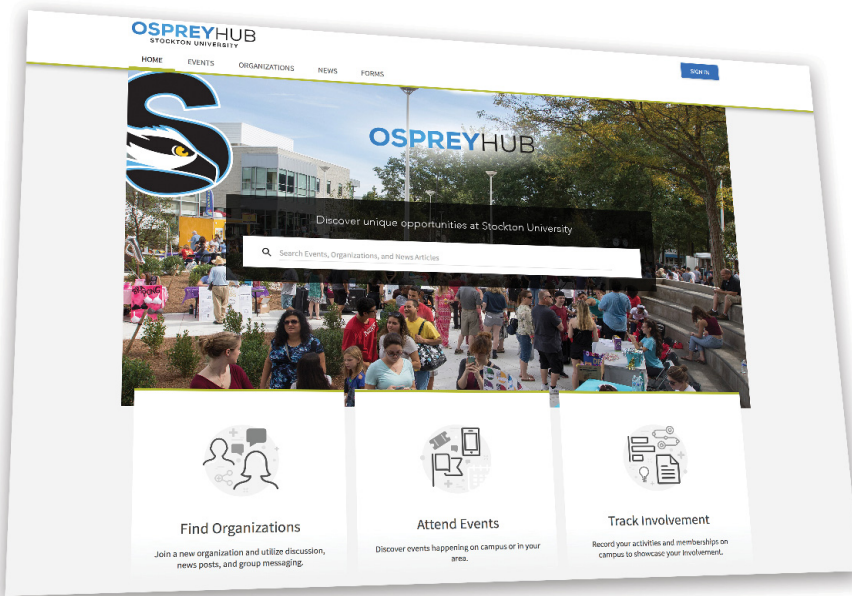 OSPREYHUB
STOCKTON UNIVERSITY
HOME EVENTS ORGANIZATIONS NEWS FORMS SIGN IN
S
OSPREYHUB
Discover unique opportunities at Stockton University
Search Events, Organizations, and News Articles
Find Organizations
Join a new organization and utilize discussion,
news posts, and group messaging.
Attend Events
Discover events happening on campus or in your
area.
Track Involvement
Record your activities and memberships on
campus to showcase your involvement.